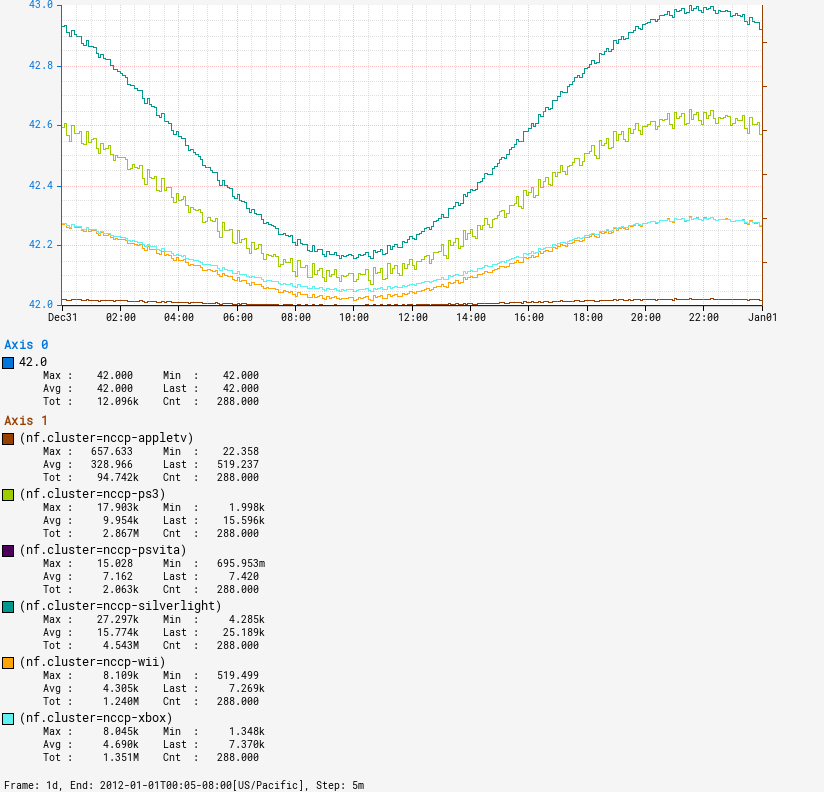 43.0
42.8
42.6
42.4
42.2
42.0
Dec31 02:00 04:00 06:00 08:00 10:00 12:00 14:00 16:00 18:00 20:00 22:00 Jan01
Axis 0
42.0
Max : 42.000 Min : 42.000
Avg : 42.000 Last : 42.000
Tot : 12.096k Cnt : 288.000
Axis 1
(nf.cluster=nccp-appletv)
Max : 657.633 Min : 22.358
Avg : 328.966 Last : 519.237
Tot : 94.742k Cnt : 288.000
(nf.cluster=nccp-ps3)
Max : 17.903k Min : 1.998k
Avg : 9.954k Last : 15.596k
Tot : 2.867M Cnt : 288.000
(nf.cluster=nccp-psvita)
Max : 15.028 Min : 695.953m
Avg : 7.162 Last : 7.420
Tot : 2.063k Cnt : 288.000
(nf.cluster=nccp-silverlight)
Max : 27.297k Min : 4.285k
Avg : 15.774k Last : 25.189k
Tot : 4.543M Cnt : 288.000
(nf.cluster=nccp-wii)
Max : 8.109k Min : 519.499
Avg : 4.305k Last : 7.269k
Tot : 1.240M Cnt : 288.000
(nf.cluster=nccp-xbox)
Max : 8.045k Min : 1.348k
Avg : 4.690k Last : 7.370k
Tot : 1.351M Cnt : 288.000
Frame: 1d, End: 2012-01-01T00:05-08:00[US/Pacific], Step: 5m